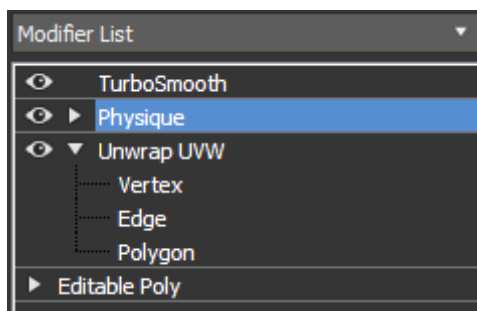 Modifier List
TurboSmooth
Physique
Unwrap UVW
Vertex
Edge
Polygon
Editable Poly